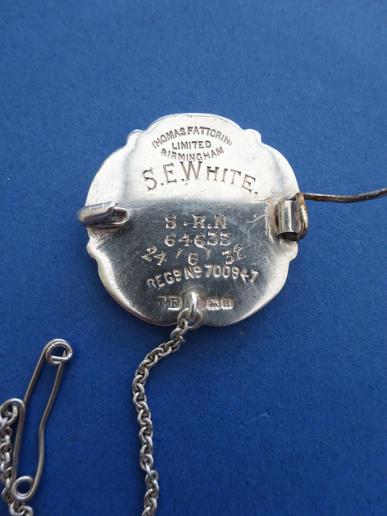 THOMAS FATTORINI
LIMITED
BIRMINGHAM
S.E.WHITE.
S.R.N
64633
24/6/32
REGD NO 700947